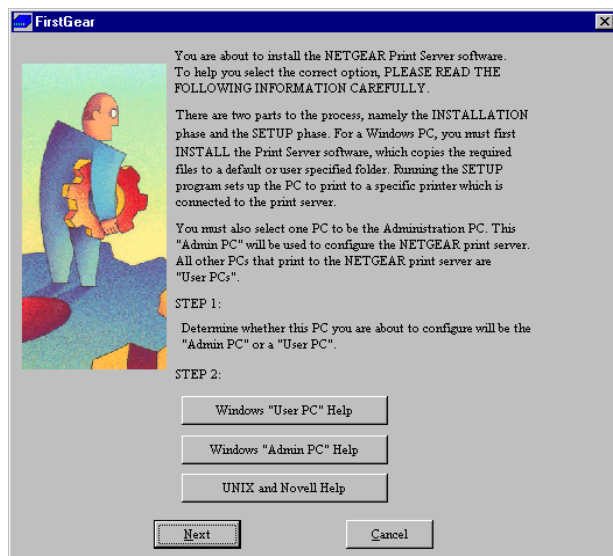 FirstGear
You are about to install the NETGEAR Print Server software.
To help you select the correct option, PLEASE READ THE
FOLLOWING INFORMATION CAREFULLY.
There are two parts to the process, namely the INSTALLATION
phase and the SETUP phase. For a Windows PC, you must first
INSTALL the Print Server software, which copies the required
files to a default or user specified folder. Running the SETUP
program sets up the PC to print to a specific printer which is
connected to the print server.
You must also select one PC to be the Administration PC. This
"Admin PC" will be used to configure the NETGEAR print server.
All other PCs that print to the NETGEAR print server are
"User PCs".
STEP 1:
Determine whether this PC you are about to configure will be the
"Admin PC" or a "User PC".
STEP 2:
Windows "User PC" Help
Windows "Admin PC" Help
UNIX and Novell Help
Next
Cancel